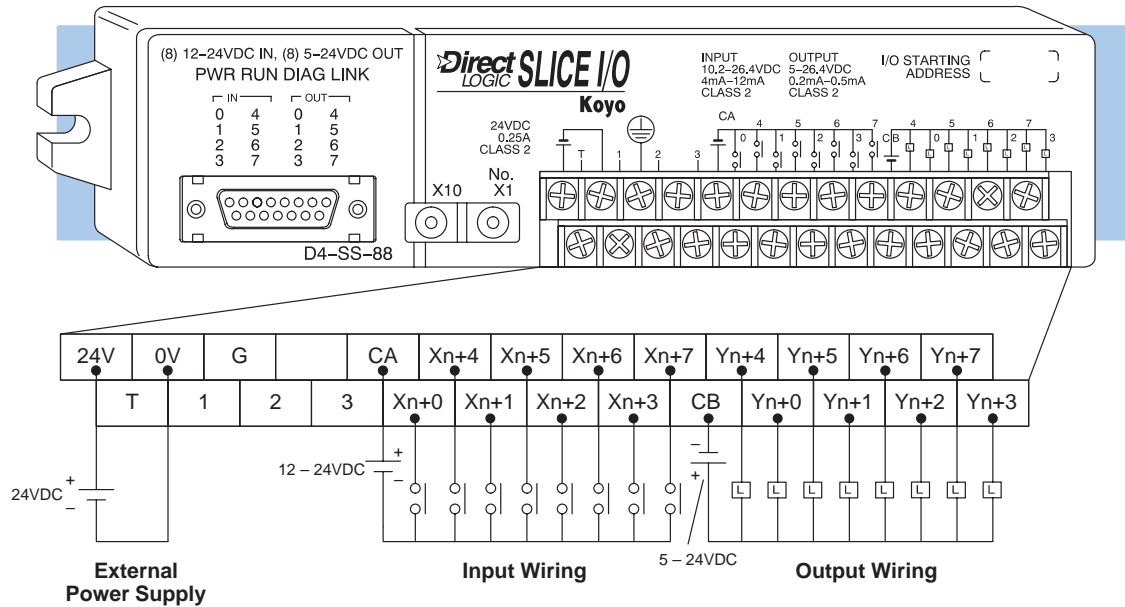 (8) 12–24VDC IN, (8) 5–24VDC OUT
PWR RUN DIAG LINK
IN OUT
0 4 0 4
1 5 1 5
2 6 2 6
3 7 3 7
D4–SS–88
Direct LOGIC SLICE I/O
Koyo
INPUT
10.2–26.4VDC
4mA–12mA
CLASS 2
OUTPUT
5–26.4VDC
0.2mA–0.5mA
CLASS 2
I/O STARTING
ADDRESS
24VDC
0.25A
CLASS 2
No.
X10 X1
CA 4 5 6 7 4 5 6 7
T 1 2 3 0 1 2 3 CB 0 1 2 3
L L L L L L L L
24V 0V G CA Xn+4 Xn+5 Xn+6 Xn+7 Yn+4 Yn+5 Yn+6 Yn+7
T 1 2 3 Xn+0 Xn+1 Xn+2 Xn+3 CB Yn+0 Yn+1 Yn+2 Yn+3
24VDC + –
12 – 24VDC + –
– +
5 – 24VDC
L L L L L L L L
External
Power Supply
Input Wiring
Output Wiring